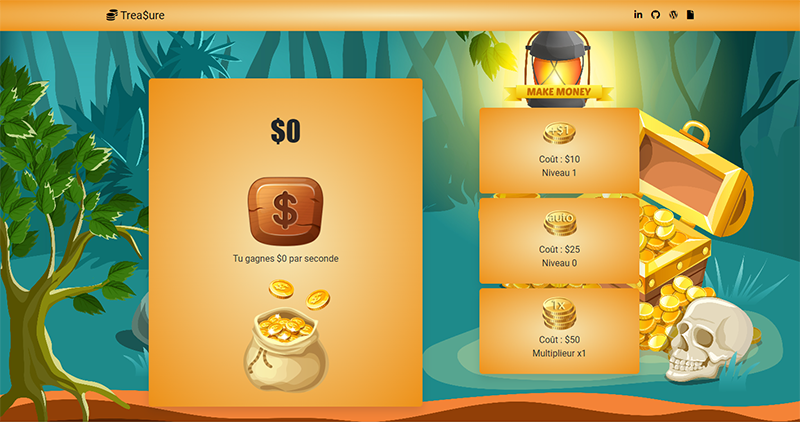 Trea$ure
$0
$
Tu gagnes $0 par seconde
MAKE MONEY
+$1
Coût : $10
Niveau 1
auto
Coût : $25
Niveau 0
1x
Coût : $50
Multiplieur x1